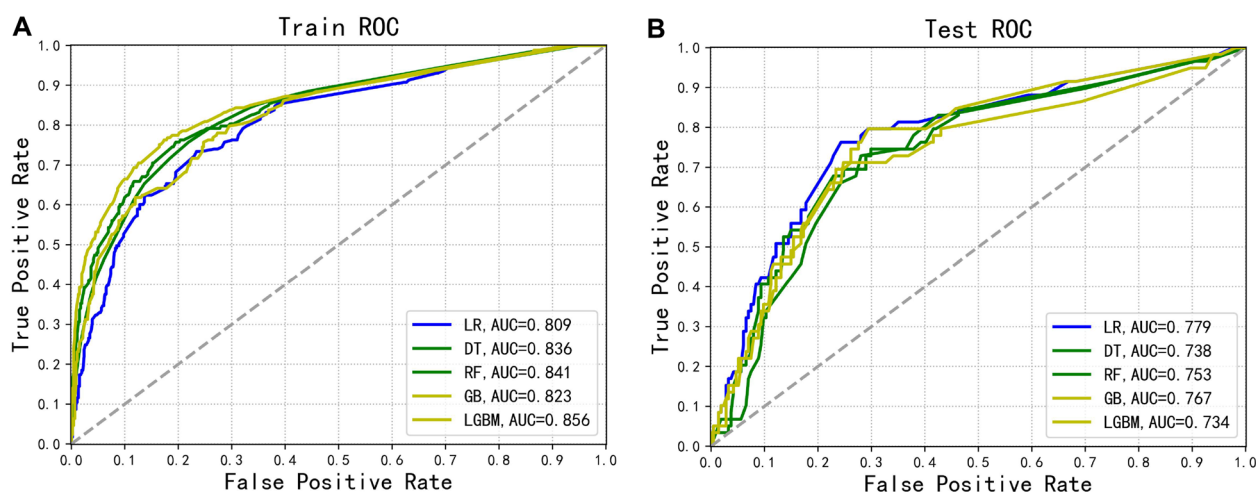 A
Train ROC
1.0
0.9
0.8
0.7
0.6
0.5
0.4
0.3
0.2
0.1
0.0
True Positive Rate
LR, AUC=0.809
DT, AUC=0.836
RF, AUC=0.841
GB, AUC=0.823
LGBM, AUC=0.856
0.0 0.1 0.2 0.3 0.4 0.5 0.6 0.7 0.8 0.9 1.0
False Positive Rate
B
Test ROC
1.0
0.9
0.8
0.7
0.6
0.5
0.4
0.3
0.2
0.1
0.0
True Positive Rate
LR, AUC=0.779
DT, AUC=0.738
RF, AUC=0.753
GB, AUC=0.767
LGBM, AUC=0.734
0.0 0.1 0.2 0.3 0.4 0.5 0.6 0.7 0.8 0.9 1.0
False Positive Rate